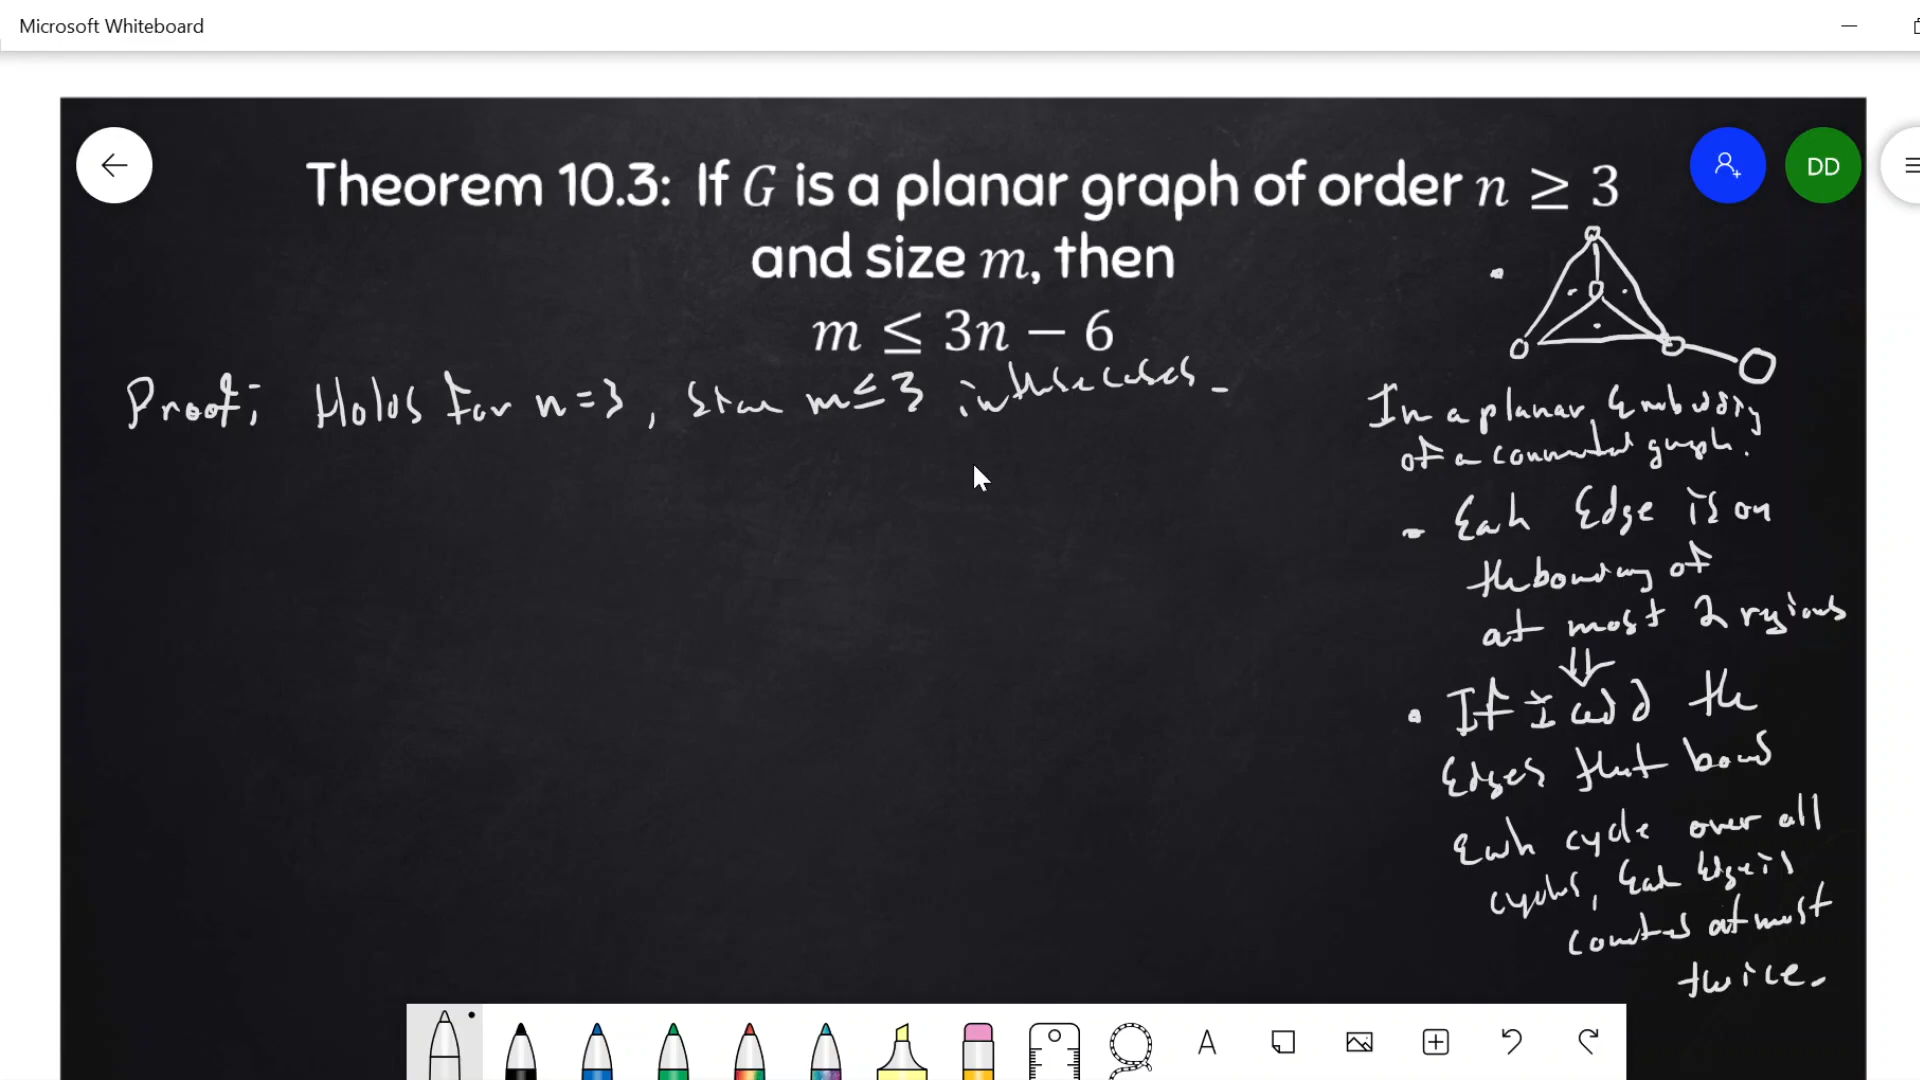 Microsoft Whiteboard
DD
Theorem 10.3: If G is a planar graph of order n ≥ 3
and size m, then
m ≤ 3n − 6
Proof: Holds for n=3, since m≤3 in these cases.
In a planar Embedding
of a connected graph.
- Each Edge is on
the boundary of
at most 2 regions
⇓
• If I add the
Edges that bound
Each cycle over all
cycles, Each Edge is
counted at most
twice.
A